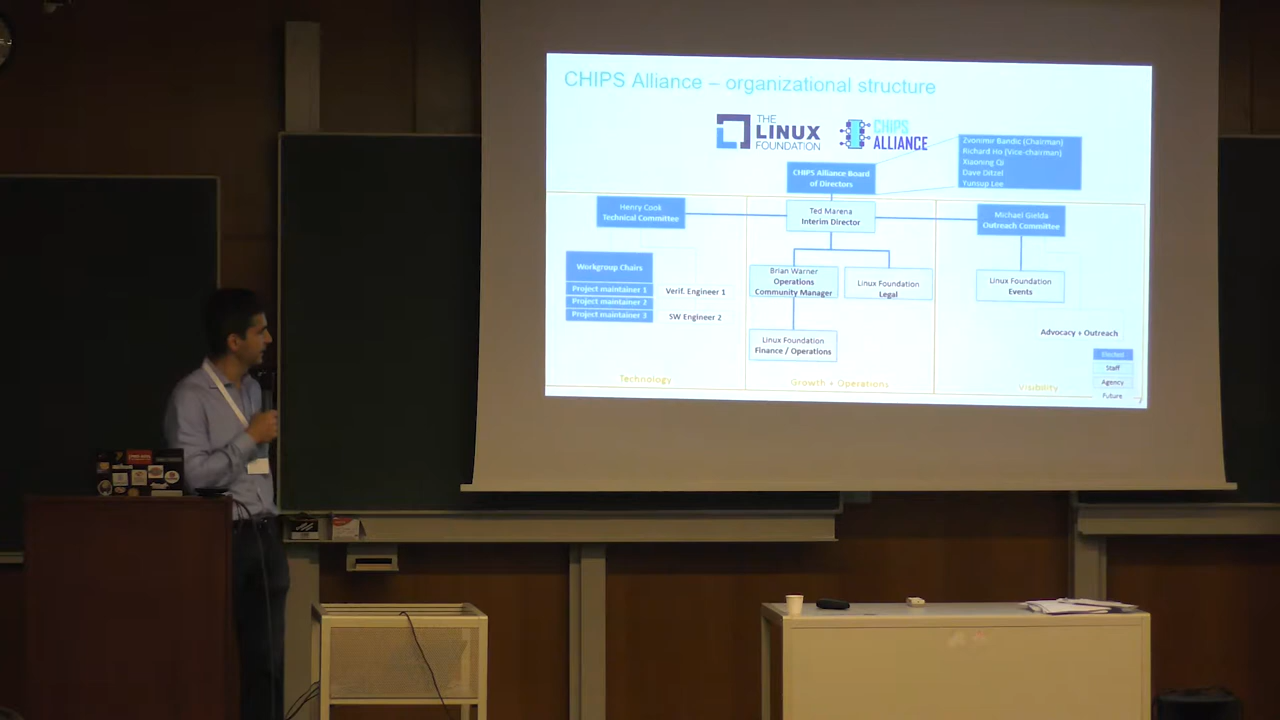 CHIPS Alliance – organizational structure
THE
LINUX
FOUNDATION
CHIPS
ALLIANCE
Zvonimir Bandic (Chairman)
Richard Ho (Vice-chairman)
Xiaoning Qi
Dave Ditzel
Yunsup Lee
CHIPS Alliance Board
of Directors
Henry Cook
Technical Committee
Ted Marena
Interim Director
Michael Gielda
Outreach Committee
Workgroup Chairs
Project maintainer 1
Project maintainer 2
Project maintainer 3
Verif. Engineer 1
SW Engineer 2
Brian Warner
Operations
Community Manager
Linux Foundation
Legal
Linux Foundation
Events
Linux Foundation
Finance / Operations
Advocacy + Outreach
Elected
Staff
Agency
Future
Technology
Growth + Operations
Visibility